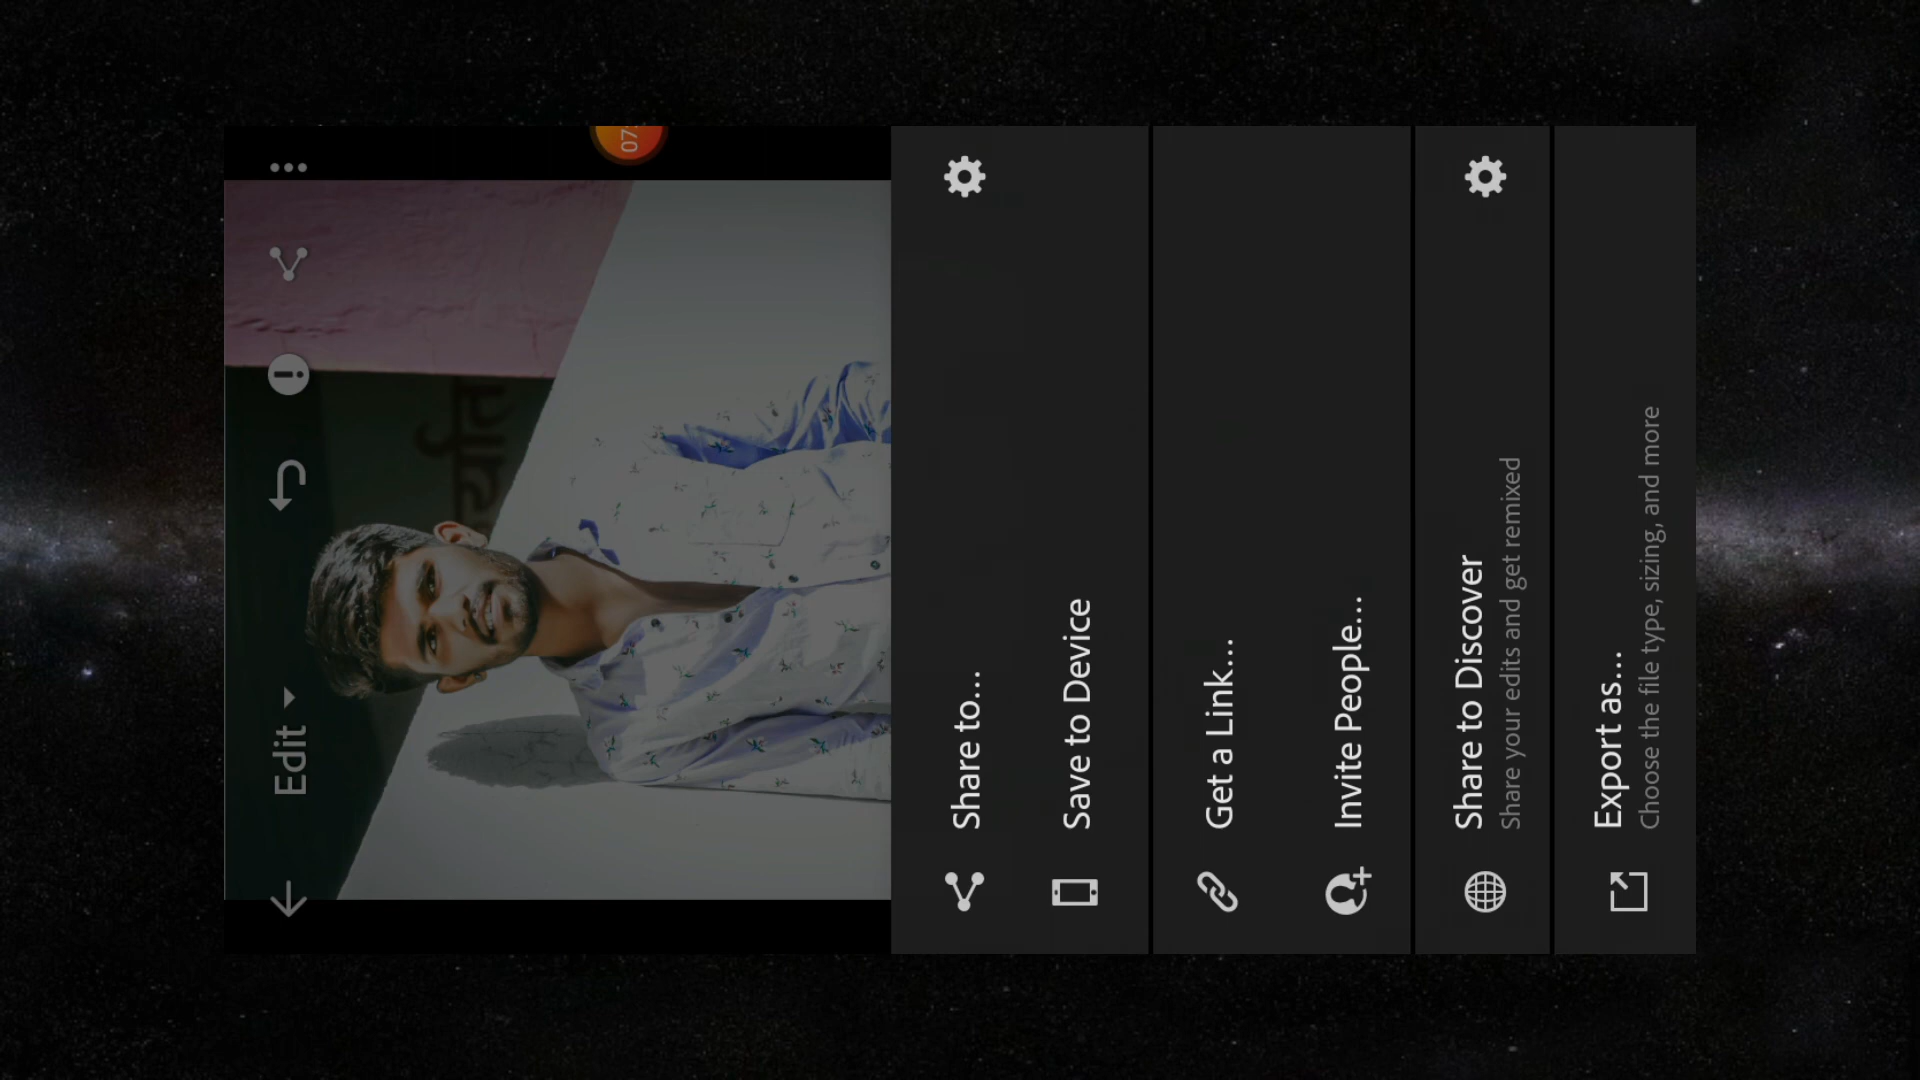 07:
Edit
र्यात
Share to...
Save to Device
Get a Link...
Invite People...
Share to Discover
Share your edits and get remixed
Export as...
Choose the file type, sizing, and more